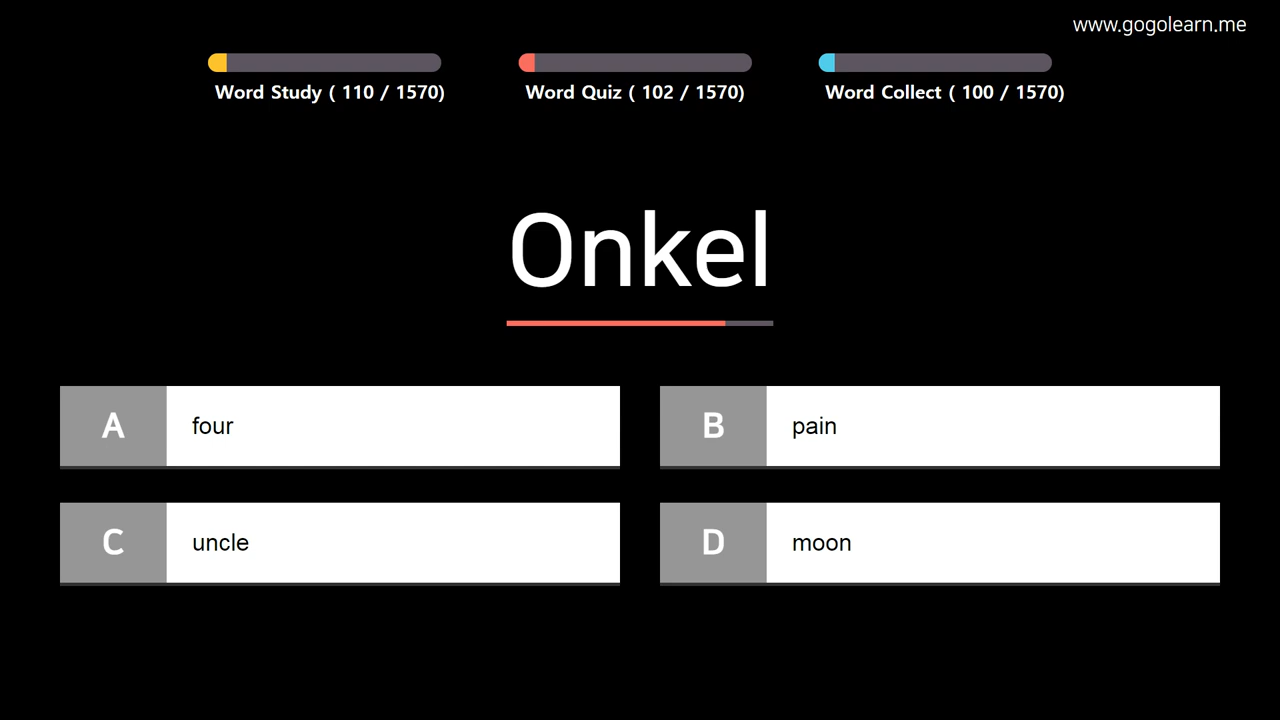 www.gogolearn.me
Word Study ( 110 / 1570)
Word Quiz ( 102 / 1570)
Word Collect ( 100 / 1570)
Onkel
A four
B pain
C uncle
D moon